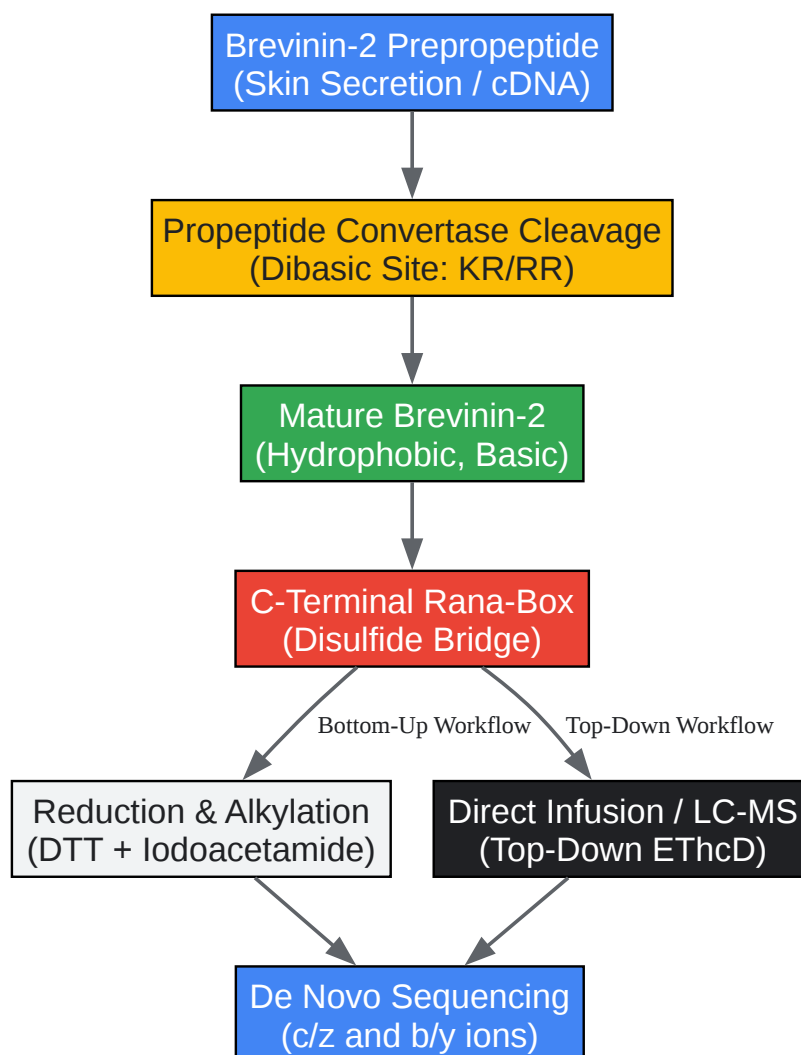 Brevinin-2 Prepropeptide
(Skin Secretion / cDNA)
Propeptide Convertase Cleavage
(Dibasic Site: KR/RR)
Mature Brevinin-2
(Hydrophobic, Basic)
C-Terminal Rana-Box
(Disulfide Bridge)
Bottom-Up Workflow
Top-Down Workflow
Reduction & Alkylation
(DTT + Iodoacetamide)
Direct Infusion / LC-MS
(Top-Down EThcD)
De Novo Sequencing
(c/z and b/y ions)